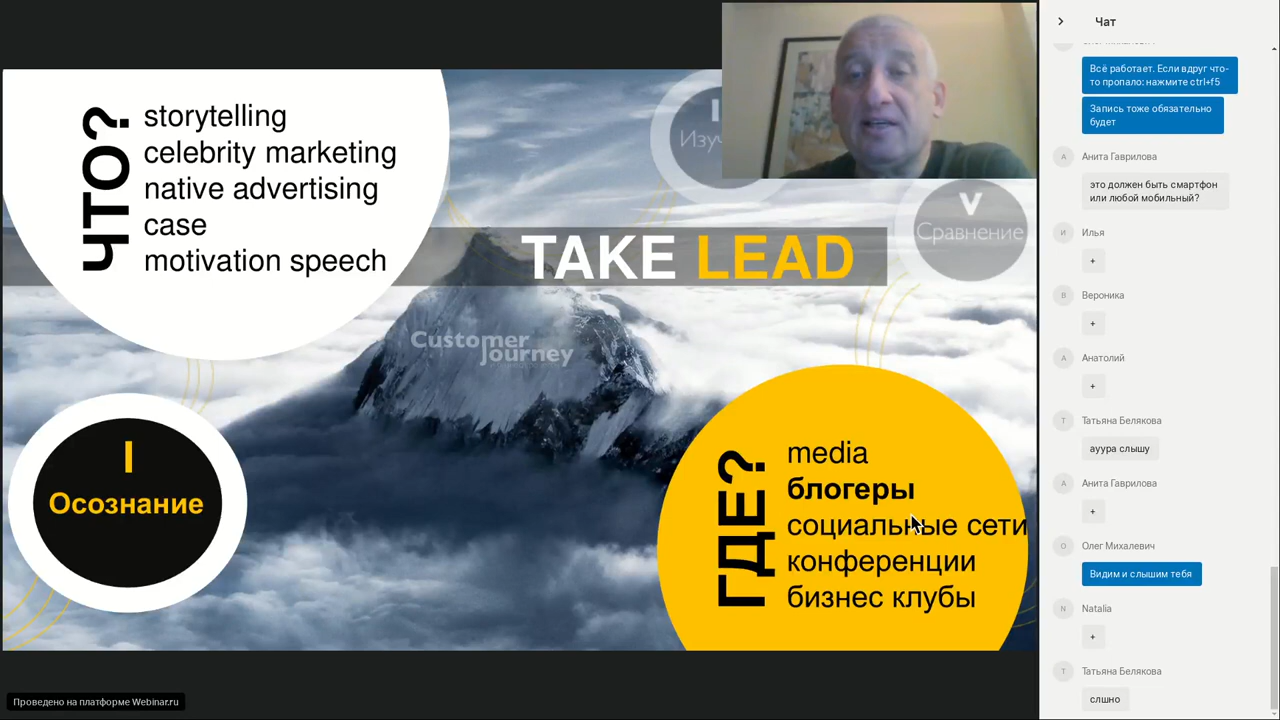 ЧТО?
storytelling
celebrity marketing
native advertising
case
motivation speech
TAKE LEAD
Customer
Journey
V
Сравнение
I
Осознание
ГДЕ?
media
блогеры
социальные сети
конференции
бизнес клубы
Проведено на платформе Webinar.ru
Чат
Всё работает. Если вдруг что-
то пропало: нажмите ctrl+f5
Запись тоже обязательно
будет
А
Анита Гаврилова
это должен быть смартфон
или любой мобильный?
И
Илья
+
В
Вероника
+
А
Анатолий
+
Т
Татьяна Белякова
ауура слышу
А
Анита Гаврилова
+
О
Олег Михалевич
Видим и слышим тебя
N
Natalia
+
Т
Татьяна Белякова
слшно